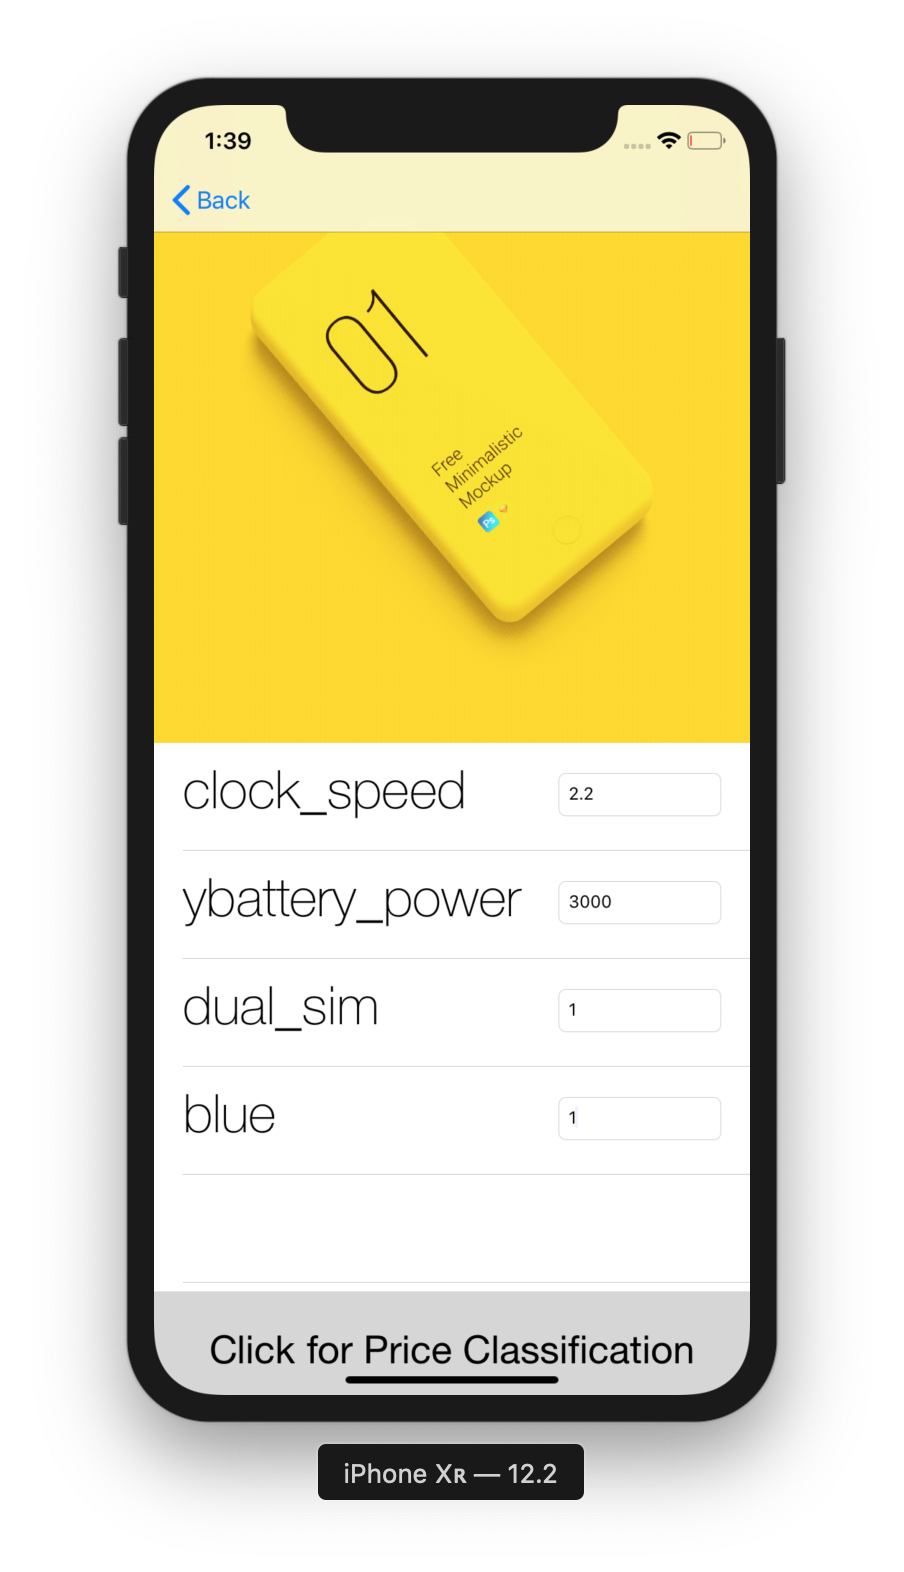 1:39
Back
01
Free
Minimalistic
Mockup
Ps
clock_speed
2.2
ybattery_power
3000
dual_sim
1
blue
1
Click for Price Classification
iPhone Xʀ — 12.2